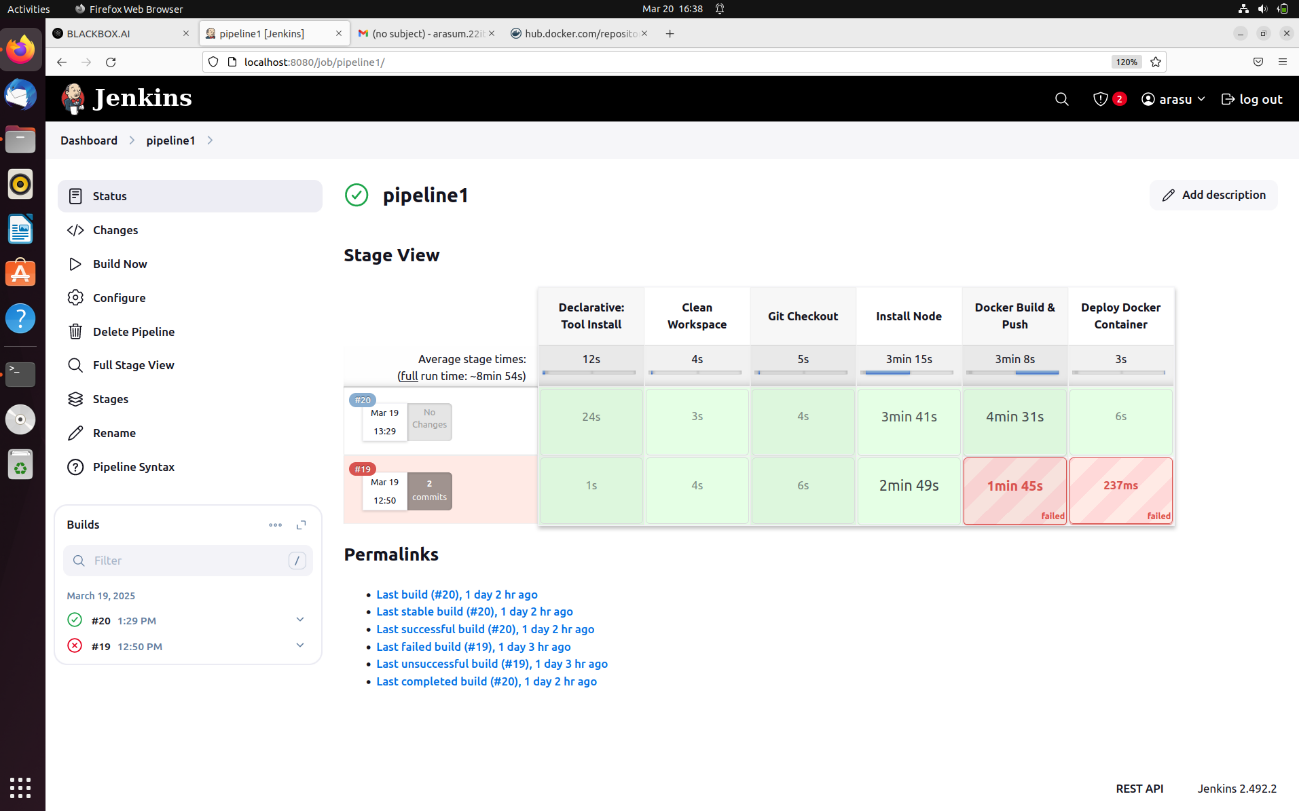 Activities
Firefox Web Browser
Mar 20 16:38
BLACKBOX.AI
pipeline1 [Jenkins]
(no subject) - arasum.22it
hub.docker.com/reposito
localhost:8080/job/pipeline1/
120%
Jenkins
2
arasu
log out
Dashboard
pipeline1
Status
Changes
Build Now
Configure
Delete Pipeline
Full Stage View
Stages
Rename
Pipeline Syntax
Builds
Filter
/
March 19, 2025
#20 1:29 PM
#19 12:50 PM
pipeline1
Add description
Stage View
Declarative: Tool Install
Clean Workspace
Git Checkout
Install Node
Docker Build & Push
Deploy Docker Container
Average stage times:
(full run time: ~8min 54s)
12s
4s
5s
3min 15s
3min 8s
3s
#20
Mar 19
13:29
No Changes
24s
3s
4s
3min 41s
4min 31s
6s
#19
Mar 19
12:50
2 commits
1s
4s
6s
2min 49s
1min 45s
failed
237ms
failed
Permalinks
Last build (#20), 1 day 2 hr ago
Last stable build (#20), 1 day 2 hr ago
Last successful build (#20), 1 day 2 hr ago
Last failed build (#19), 1 day 3 hr ago
Last unsuccessful build (#19), 1 day 3 hr ago
Last completed build (#20), 1 day 2 hr ago
REST API
Jenkins 2.492.2